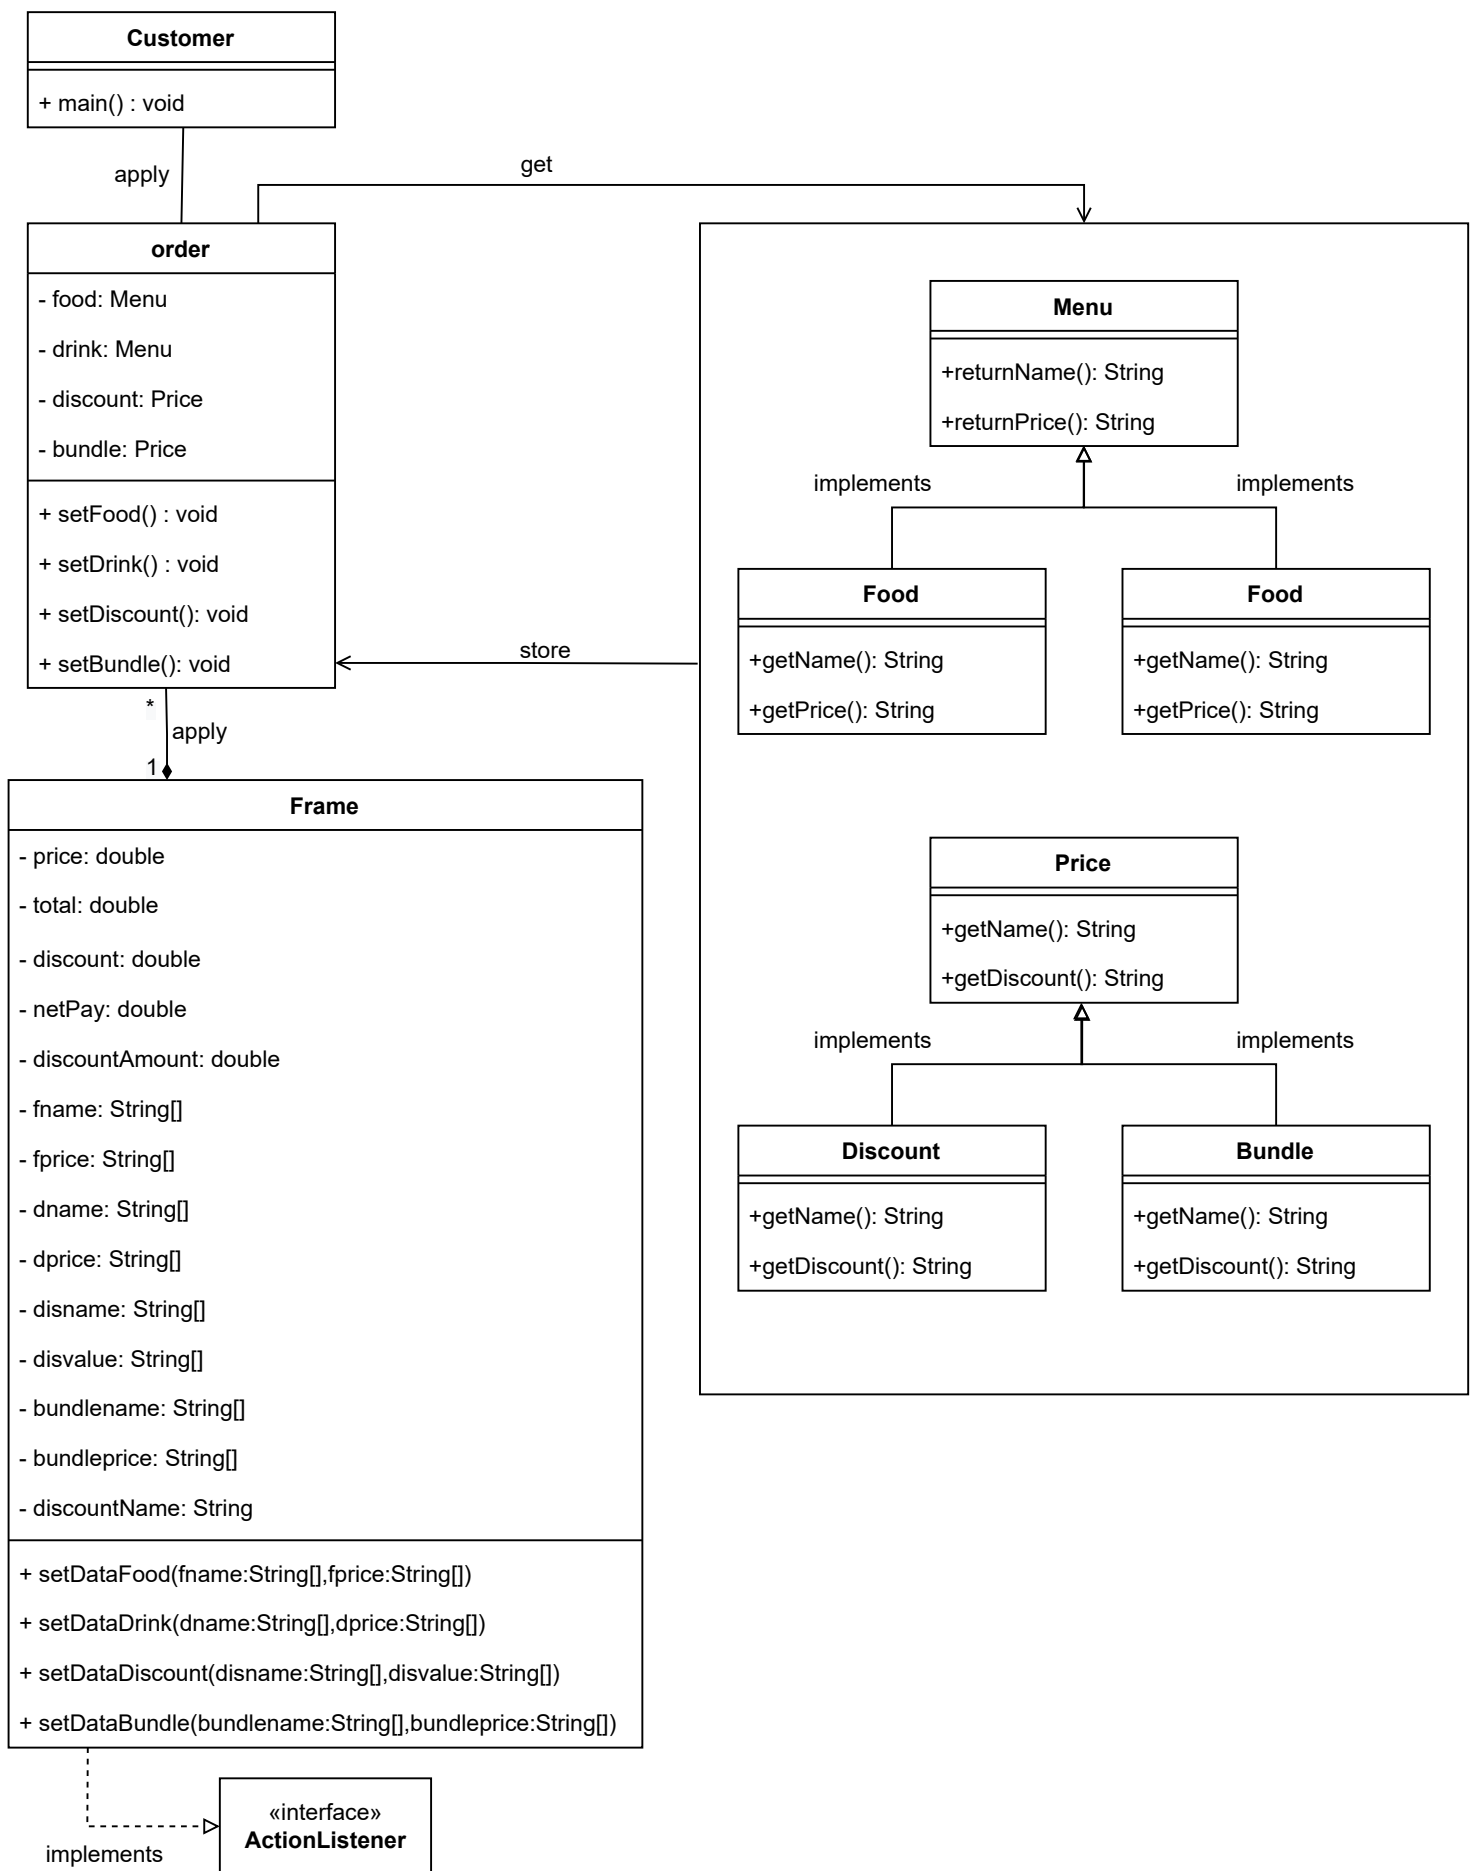 Customer
+ main() : void
apply
get
order
- food: Menu
- drink: Menu
- discount: Price
- bundle: Price
+ setFood() : void
+ setDrink() : void
+ setDiscount(): void
+ setBundle(): void
store
*
apply
1
Menu
+returnName(): String
+returnPrice(): String
implements
implements
Food
+getName(): String
+getPrice(): String
Food
+getName(): String
+getPrice(): String
Price
+getName(): String
+getDiscount(): String
implements
implements
Discount
+getName(): String
+getDiscount(): String
Bundle
+getName(): String
+getDiscount(): String
Frame
- price: double
- total: double
- discount: double
- netPay: double
- discountAmount: double
- fname: String[]
- fprice: String[]
- dname: String[]
- dprice: String[]
- disname: String[]
- disvalue: String[]
- bundlename: String[]
- bundleprice: String[]
- discountName: String
+ setDataFood(fname:String[],fprice:String[])
+ setDataDrink(dname:String[],dprice:String[])
+ setDataDiscount(disname:String[],disvalue:String[])
+ setDataBundle(bundlename:String[],bundleprice:String[])
«interface»
ActionListener
implements